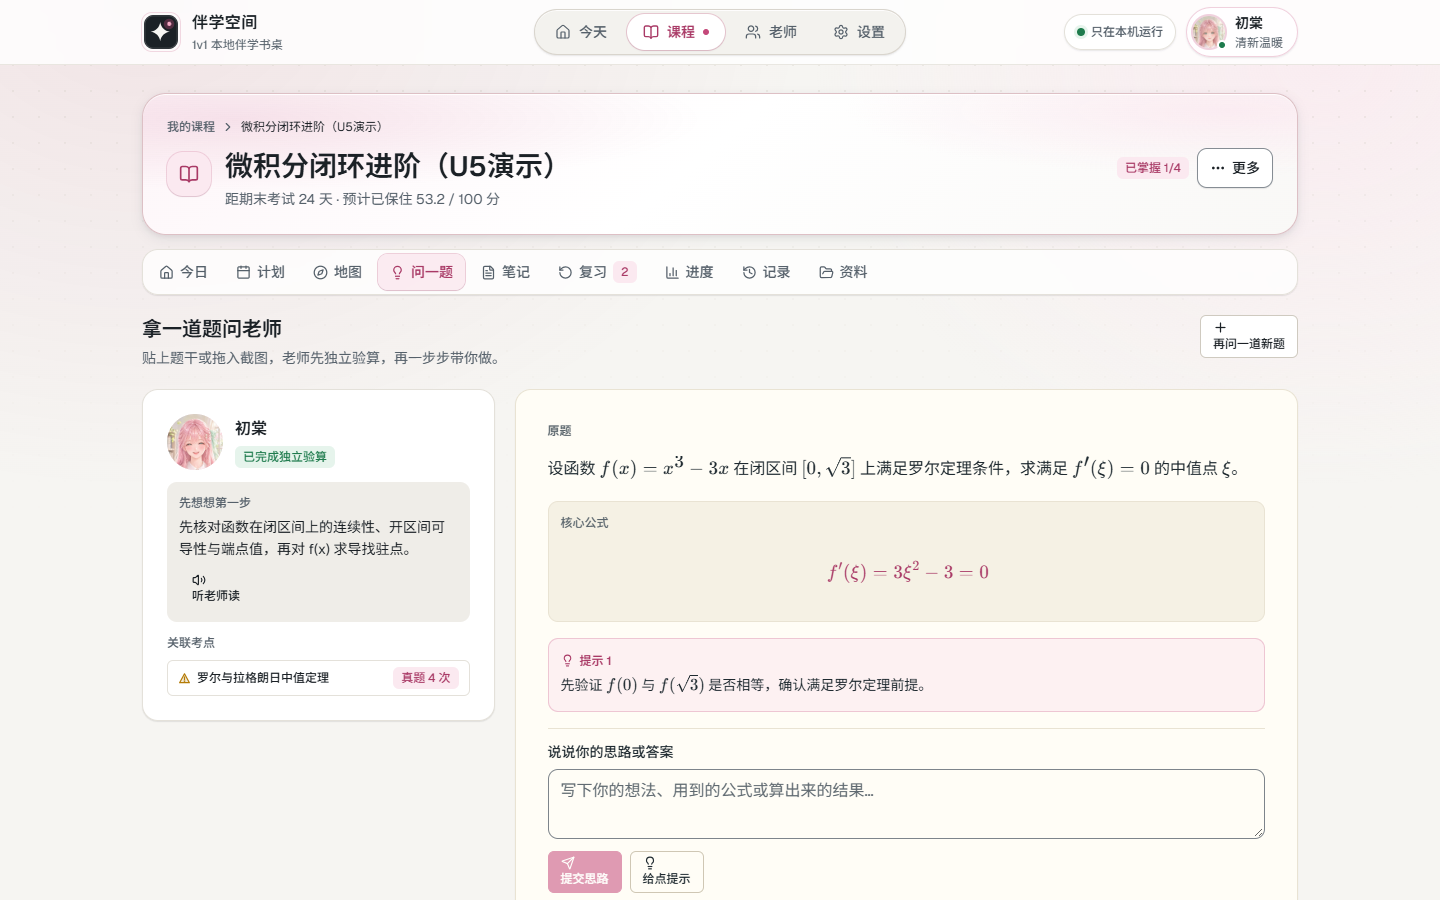 伴学空间
1v1 本地伴学书桌
今天
课程
老师
设置
只在本机运行
初棠
清新温暖
我的课程 > 微积分闭环进阶（U5演示）
微积分闭环进阶（U5演示）
距期末考试 24 天 · 预计已保住 53.2 / 100 分
已掌握 1/4
··· 更多
今日
计划
地图
问一题
笔记
复习 2
进度
记录
资料
拿一道题问老师
贴上题干或拖入截图，老师先独立验算，再一步步带你做。
+
再问一道新题
初棠
已完成独立验算
先想想第一步
先核对函数在闭区间上的连续性、开区间可
导性与端点值，再对 f(x) 求导找驻点。
听老师读
关联考点
罗尔与拉格朗日中值定理
真题 4 次
原题
设函数 f(x) = x³ − 3x 在闭区间 [0, √3] 上满足罗尔定理条件，求满足 f′(ξ) = 0 的中值点 ξ。
核心公式
f′(ξ) = 3ξ² − 3 = 0
提示 1
先验证 f(0) 与 f(√3) 是否相等，确认满足罗尔定理前提。
说说你的思路或答案
写下你的想法、用到的公式或算出来的结果...
提交思路
给点提示